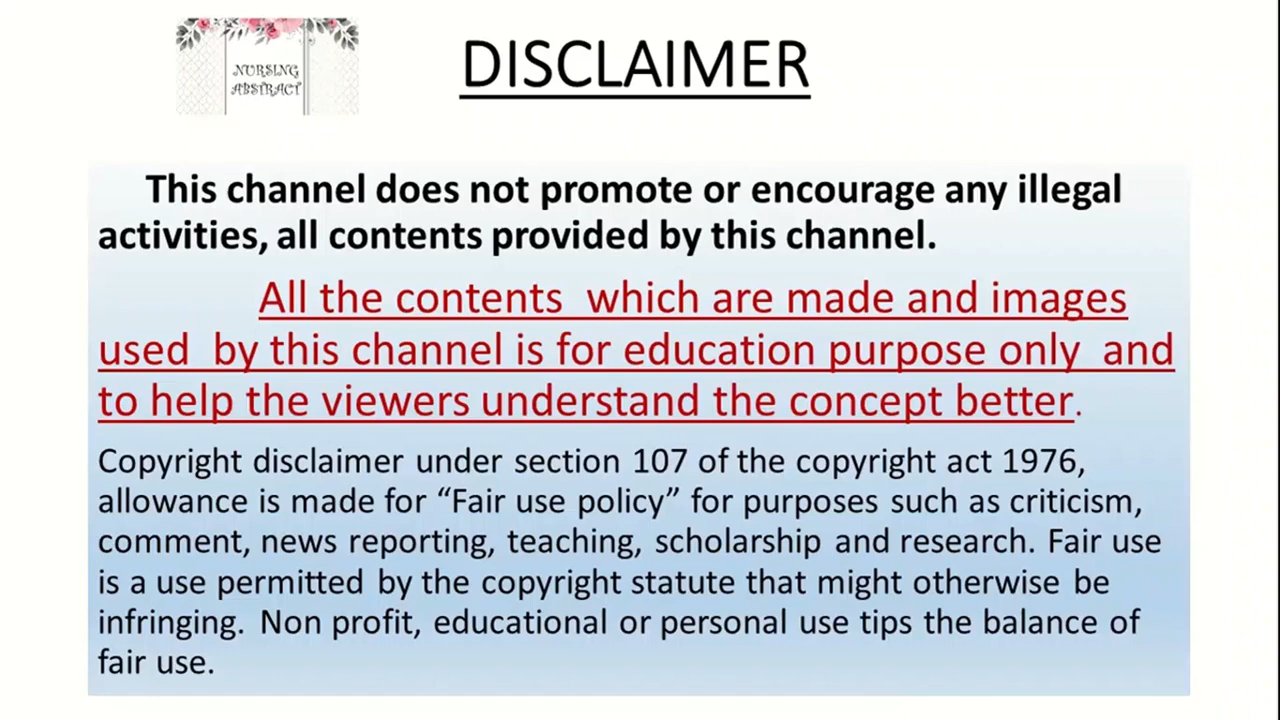 NURSING
ABSTRACT
DISCLAIMER
This channel does not promote or encourage any illegal
activities, all contents provided by this channel.
All the contents which are made and images
used by this channel is for education purpose only and
to help the viewers understand the concept better.
Copyright disclaimer under section 107 of the copyright act 1976,
allowance is made for “Fair use policy” for purposes such as criticism,
comment, news reporting, teaching, scholarship and research. Fair use
is a use permitted by the copyright statute that might otherwise be
infringing. Non profit, educational or personal use tips the balance of
fair use.